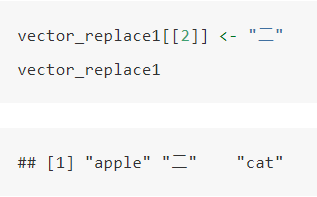 vector_replace1[[2]] <- "二"
vector_replace1
## [1] "apple" "二"    "cat"